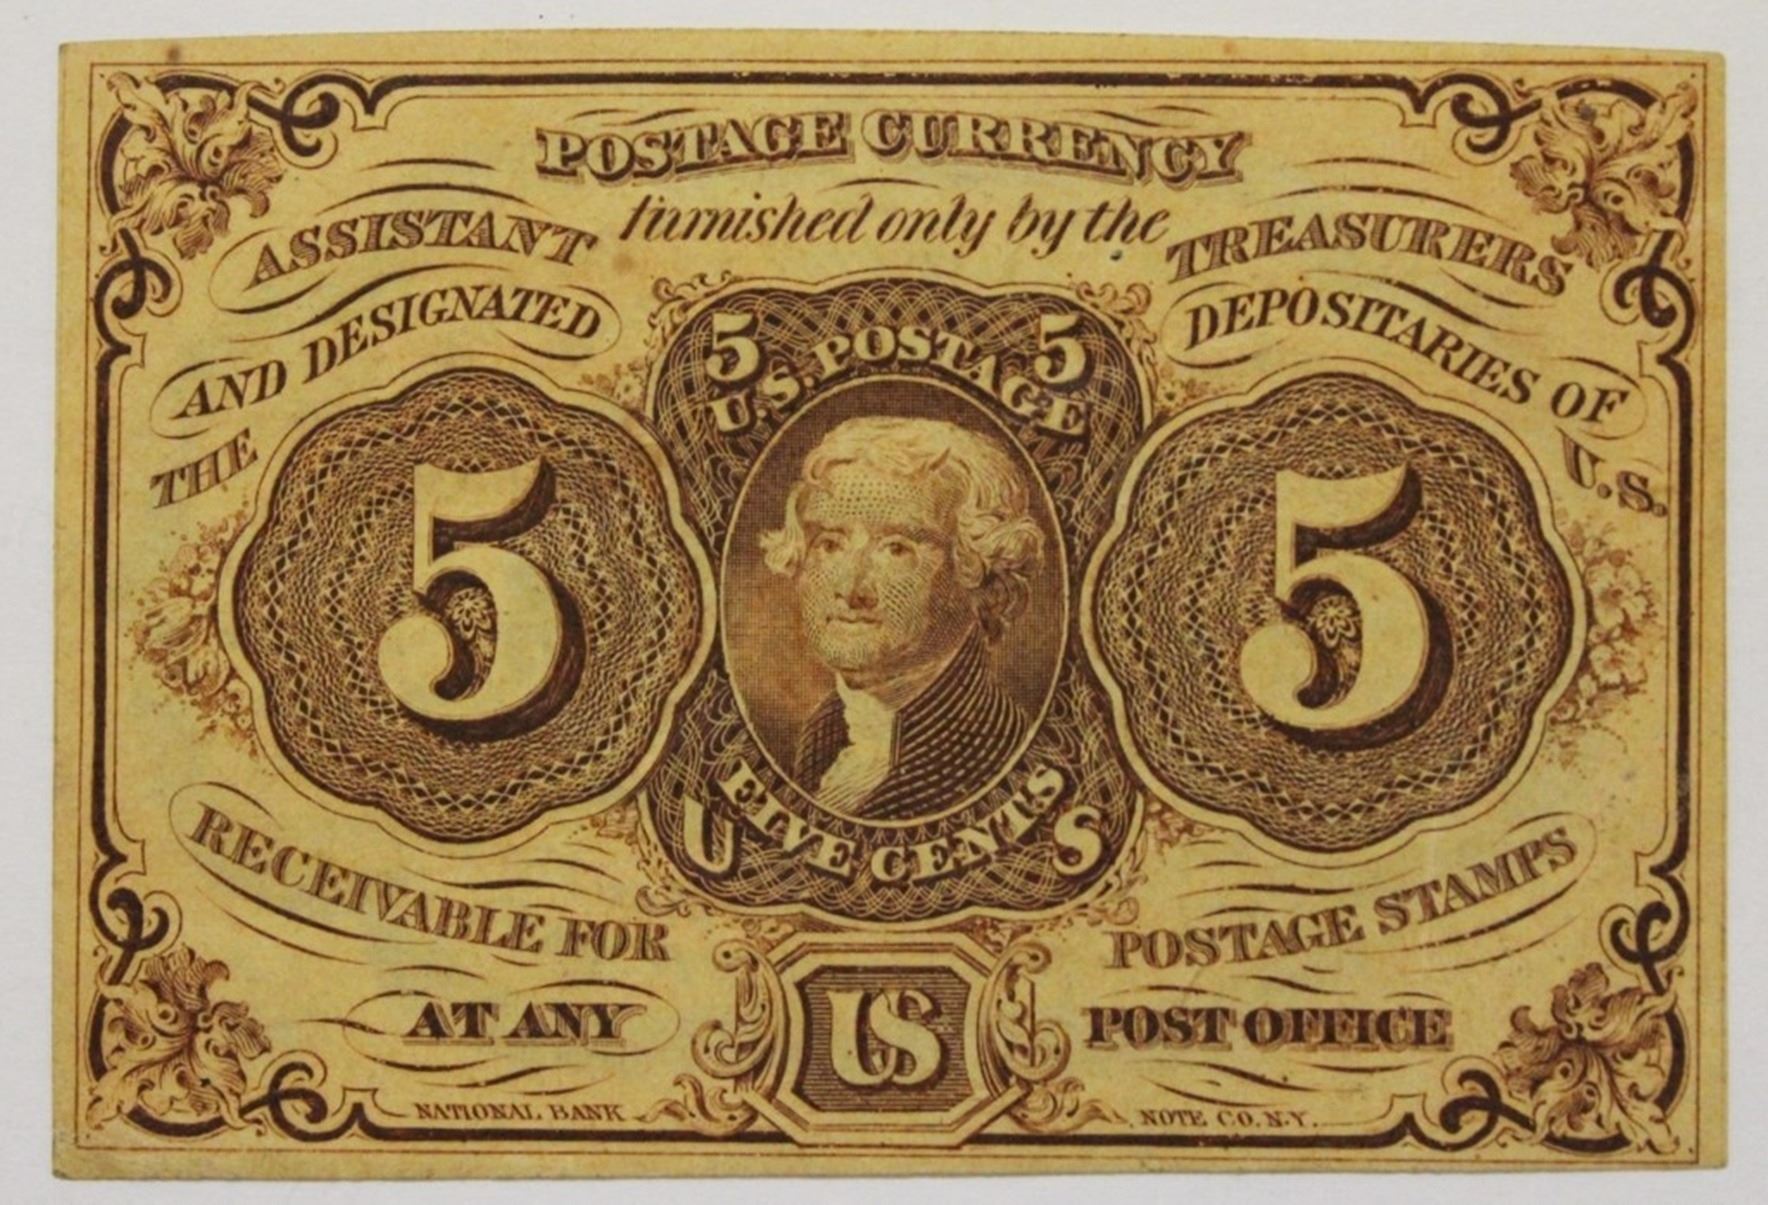 POSTAGE CURRENCY
furnished only by the
ASSISTANT TREASURERS
AND DESIGNATED DEPOSITARIES OF
THE U.S.
5 U.S. POSTAGE 5
5 5
U FIVE CENTS S
RECEIVABLE FOR POSTAGE STAMPS
AT ANY US POST OFFICE
NATIONAL BANK NOTE CO. N.Y.